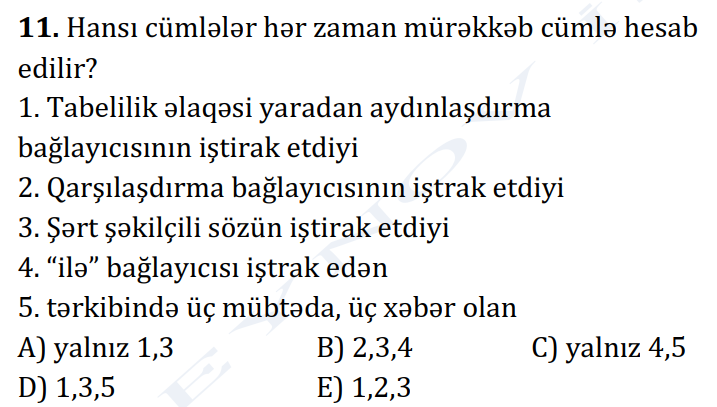 11. Hansı cümlələr hər zaman mürəkkəb cümlə hesab
edilir?
1. Tabelilik əlaqəsi yaradan aydınlaşdırma
bağlayıcısının iştirak etdiyi
2. Qarşılaşdırma bağlayıcısının iştrak etdiyi
3. Şərt şəkilçili sözün iştirak etdiyi
4. “ilə” bağlayıcısı iştrak edən
5. tərkibində üç mübtəda, üç xəbər olan
A) yalnız 1,3 B) 2,3,4 C) yalnız 4,5
D) 1,3,5 E) 1,2,3